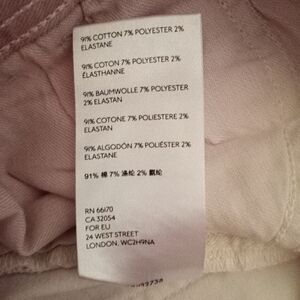 91% COTTON 7% POLYESTER 2%
ELASTANE
91% COTON 7% POLYESTER 2%
ÉLASTHANNE
91% BAUMWOLLE 7% POLYESTER
2% ELASTAN
91% COTONE 7% POLIESTERE 2%
ELASTAN
91% ALGODÓN 7% POLIÉSTER 2%
ELASTANE
91% 棉 7% 涤纶 2% 氨纶
RN 66170
CA 32054
FOR EU
24 WEST STREET
LONDON, WC2H9NA